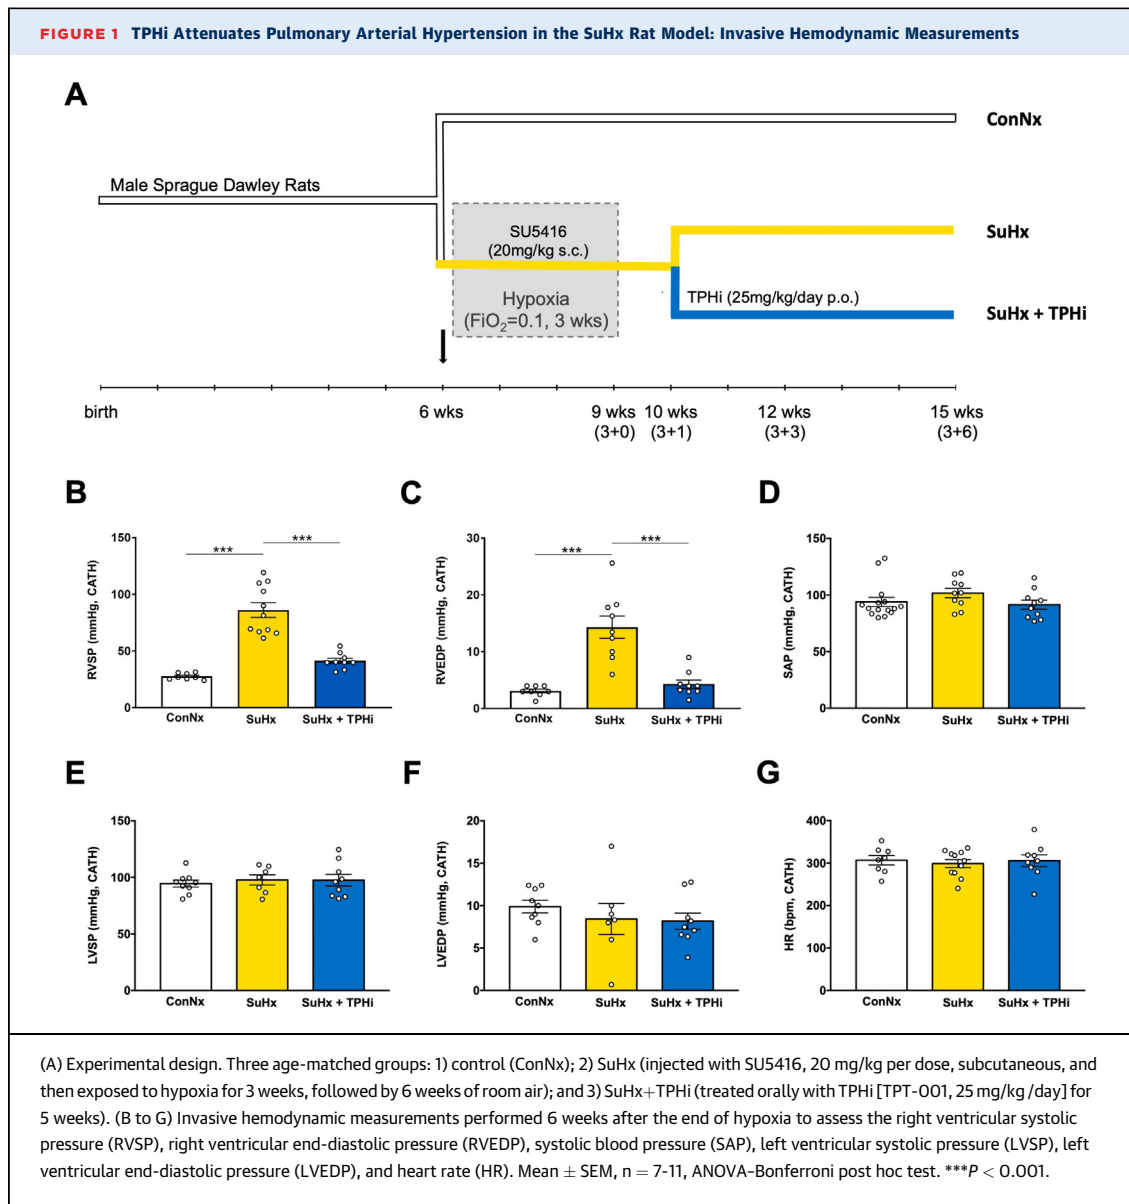 FIGURE 1 TPHi Attenuates Pulmonary Arterial Hypertension in the SuHx Rat Model: Invasive Hemodynamic Measurements
A
ConNx
Male Sprague Dawley Rats
SU5416
(20mg/kg s.c.)
SuHx
Hypoxia
(FiO₂=0.1, 3 wks)
TPHi (25mg/kg/day p.o.)
SuHx + TPHi
birth
6 wks
9 wks
(3+0)
10 wks
(3+1)
12 wks
(3+3)
15 wks
(3+6)
B
RVSP (mmHg, CATH)
150
100
50
0
***
***
ConNx
SuHx
SuHx + TPHi
C
RVEDP (mmHg, CATH)
30
20
10
0
***
***
ConNx
SuHx
SuHx + TPHi
D
SAP (mmHg, CATH)
150
100
50
0
ConNx
SuHx
SuHx + TPHi
E
LVSP (mmHg, CATH)
150
100
50
0
ConNx
SuHx
SuHx + TPHi
F
LVEDP (mmHg, CATH)
20
15
10
5
0
ConNx
SuHx
SuHx + TPHi
G
HR (bpm, CATH)
400
300
200
100
0
ConNx
SuHx
SuHx + TPHi
(A) Experimental design. Three age-matched groups: 1) control (ConNx); 2) SuHx (injected with SU5416, 20 mg/kg per dose, subcutaneous, and
then exposed to hypoxia for 3 weeks, followed by 6 weeks of room air); and 3) SuHx+TPHi (treated orally with TPHi [TPT-001, 25 mg/kg /day] for
5 weeks). (B to G) Invasive hemodynamic measurements performed 6 weeks after the end of hypoxia to assess the right ventricular systolic
pressure (RVSP), right ventricular end-diastolic pressure (RVEDP), systolic blood pressure (SAP), left ventricular systolic pressure (LVSP), left
ventricular end-diastolic pressure (LVEDP), and heart rate (HR). Mean ± SEM, n = 7-11, ANOVA-Bonferroni post hoc test. ***P < 0.001.